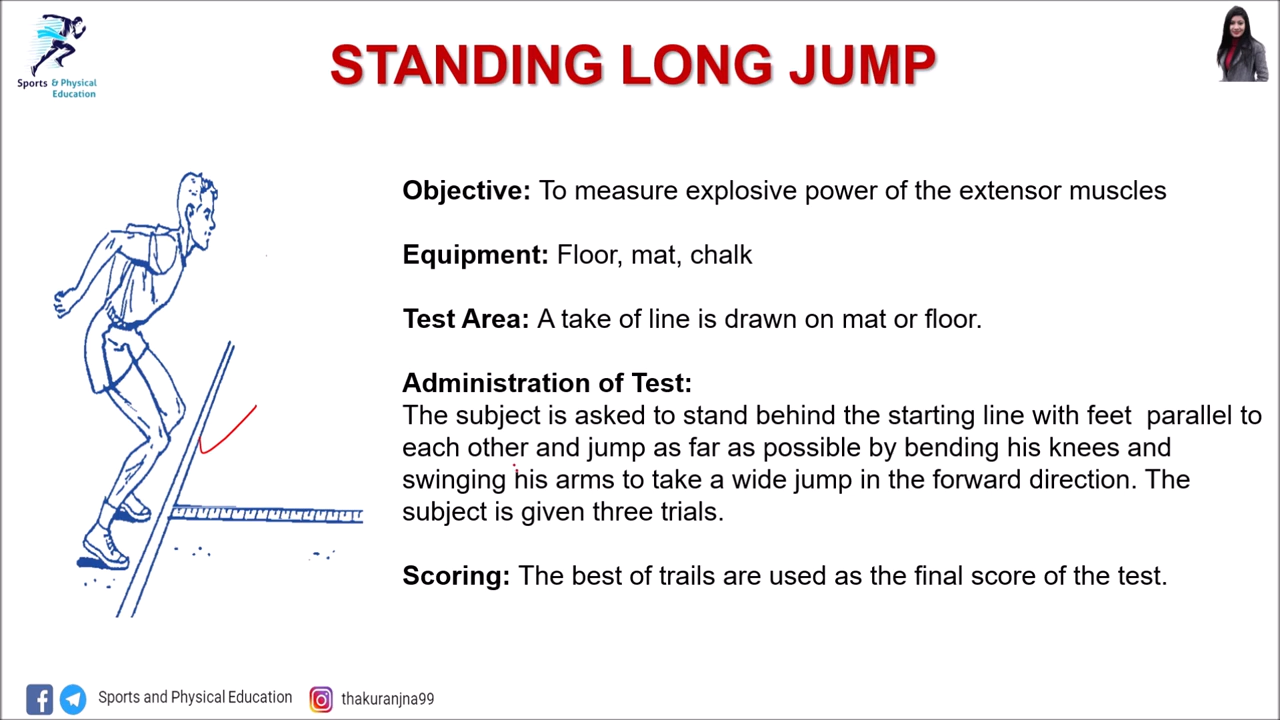 Sports & Physical
Education
STANDING LONG JUMP
Objective: To measure explosive power of the extensor muscles
Equipment: Floor, mat, chalk
Test Area: A take of line is drawn on mat or floor.
Administration of Test:
The subject is asked to stand behind the starting line with feet parallel to
each other and jump as far as possible by bending his knees and
swinging his arms to take a wide jump in the forward direction. The
subject is given three trials.
Scoring: The best of trails are used as the final score of the test.
Sports and Physical Education
thakuranjna99